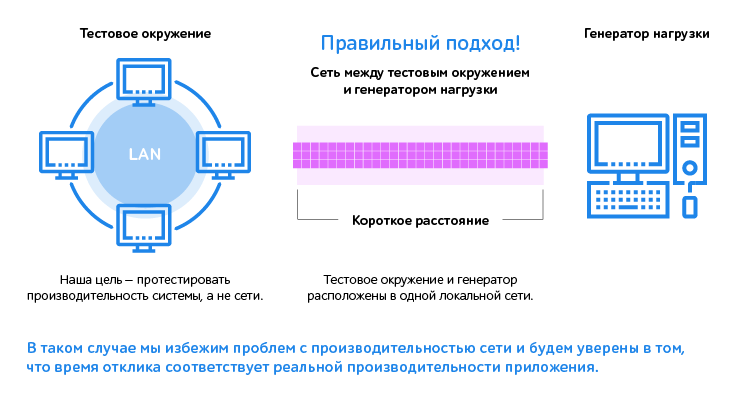 Тестовое окружение
Правильный подход!
Генератор нагрузки
Сеть между тестовым окружением
и генератором нагрузки
LAN
Короткое расстояние
Наша цель – протестировать
производительность системы, а не сети.
Тестовое окружение и генератор
расположены в одной локальной сети.
В таком случае мы избежим проблем с производительностью сети и будем уверены в том,
что время отклика соответствует реальной производительности приложения.